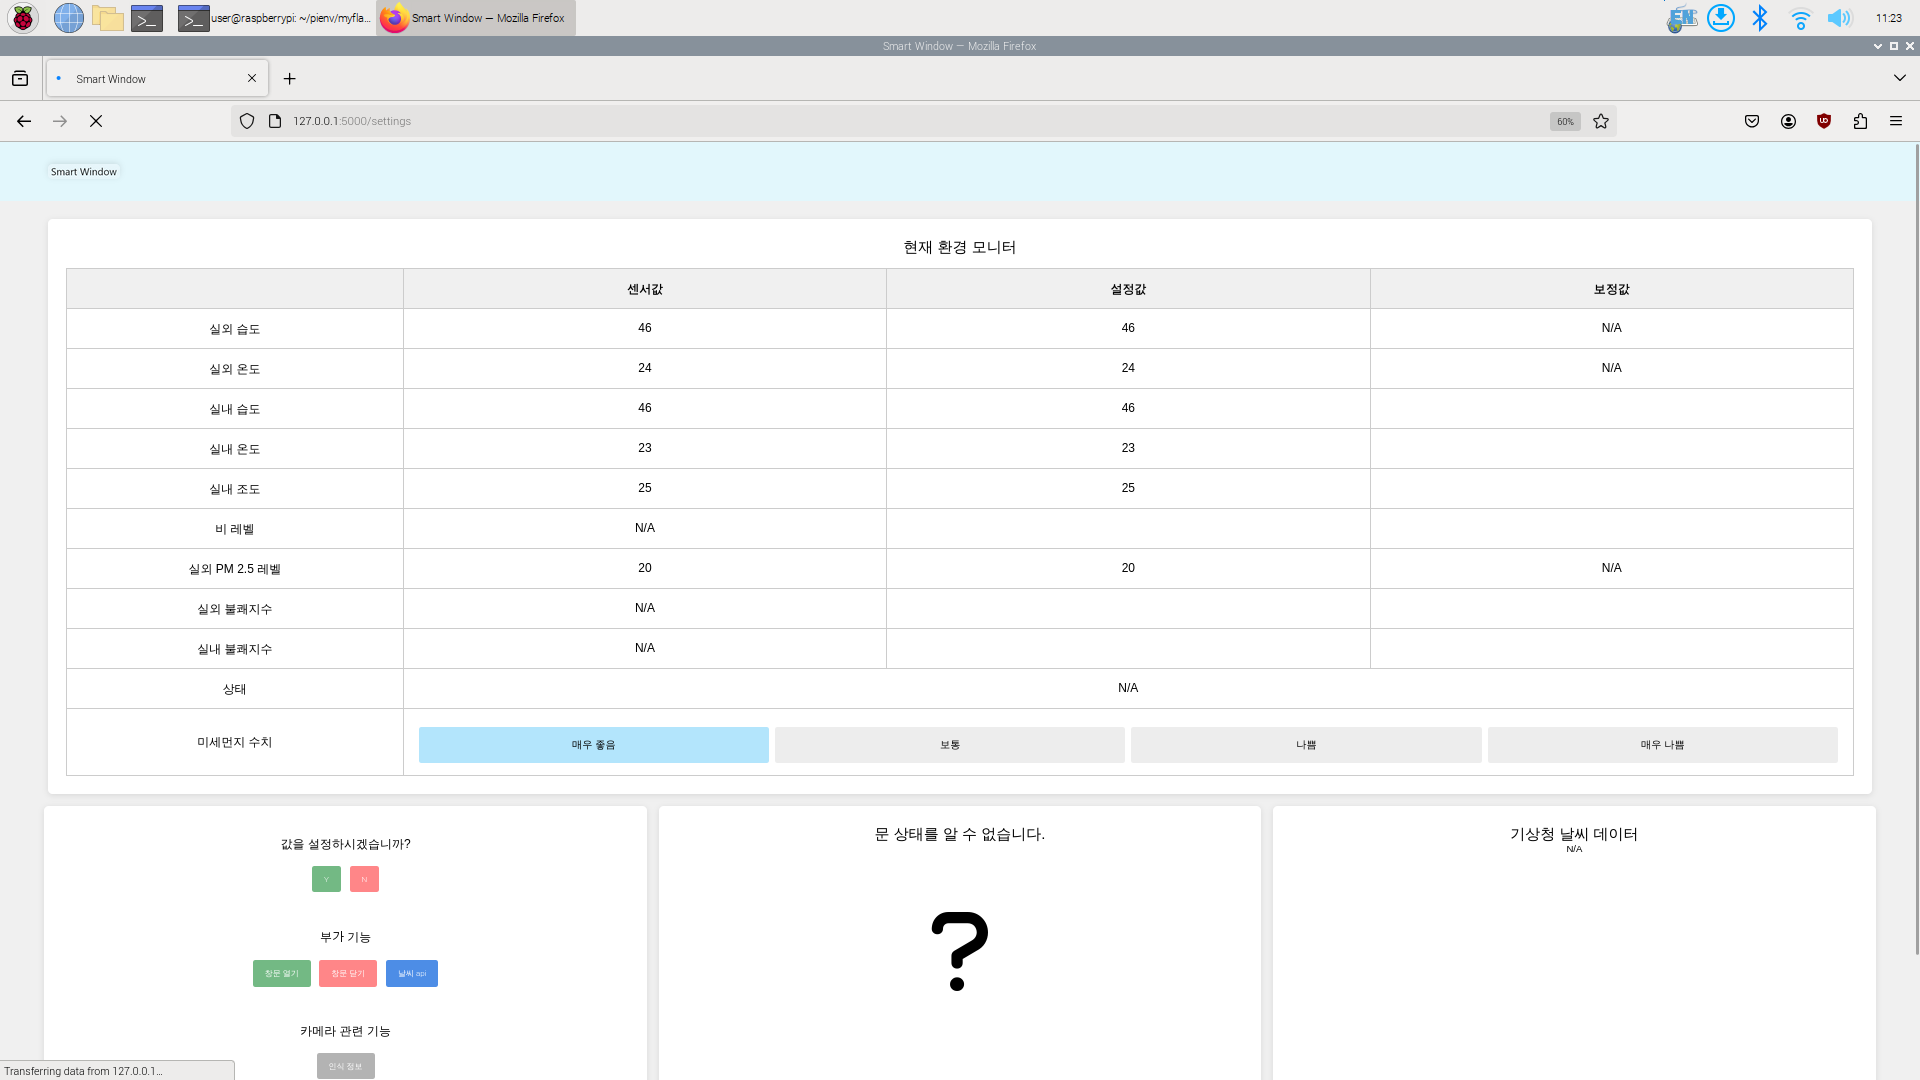 user@raspberrypi: ~/pienv/myfla...
Smart Window — Mozilla Firefox
EN
11:23
Smart Window — Mozilla Firefox
Smart Window
127.0.0.1:5000/settings
60%
Smart Window
현재 환경 모니터
센서값 설정값 보정값
실외 습도 46 46 N/A
실외 온도 24 24 N/A
실내 습도 46 46
실내 온도 23 23
실내 조도 25 25
비 레벨 N/A
실외 PM 2.5 레벨 20 20 N/A
실외 불쾌지수 N/A
실내 불쾌지수 N/A
상태 N/A
미세먼지 수치 매우 좋음 보통 나쁨 매우 나쁨
값을 설정하시겠습니까?
Y N
부가 기능
창문 열기 창문 닫기 날씨 api
카메라 관련 기능
인식 정보
문 상태를 알 수 없습니다.
?
기상청 날씨 데이터
N/A
Transferring data from 127.0.0.1...